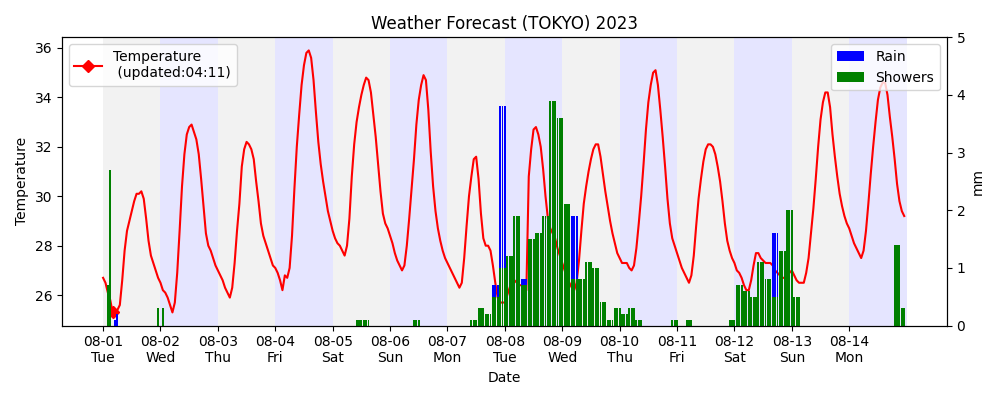 Weather Forecast (TOKYO) 2023
Temperature
(updated:04:11)
Rain
Showers
Temperature
36
34
32
30
28
26
5
4
3
2
1
0
mm
08-01 08-02 08-03 08-04 08-05 08-06 08-07 08-08 08-09 08-10 08-11 08-12 08-13 08-14
Tue Wed Thu Fri Sat Sun Mon Tue Wed Thu Fri Sat Sun Mon
Date